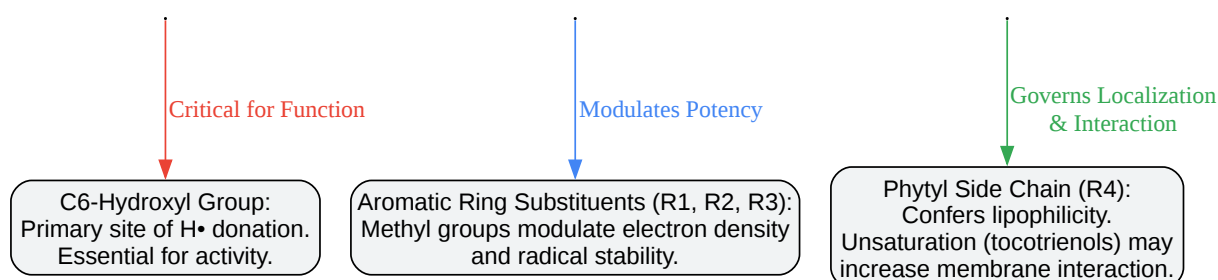 Critical for Function
Modulates Potency
Governs Localization
& Interaction
C6-Hydroxyl Group:
Primary site of H• donation.
Essential for activity.
Aromatic Ring Substituents (R1, R2, R3):
Methyl groups modulate electron density
and radical stability.
Phytyl Side Chain (R4):
Confers lipophilicity.
Unsaturation (tocotrienols) may
increase membrane interaction.